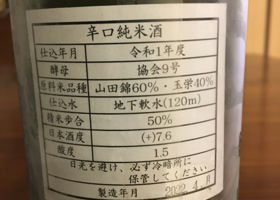 辛口純米酒
仕込年月 令和1年度
酵母 協会9号
原料米品種 山田錦60%・玉栄40%
仕込水 地下軟水(120m)
精米歩合 50%
日本酒度 (+)7.6
酸度 1.5
日光を避け、必ず冷暗所に
保管してください
製造年月 2022.4月